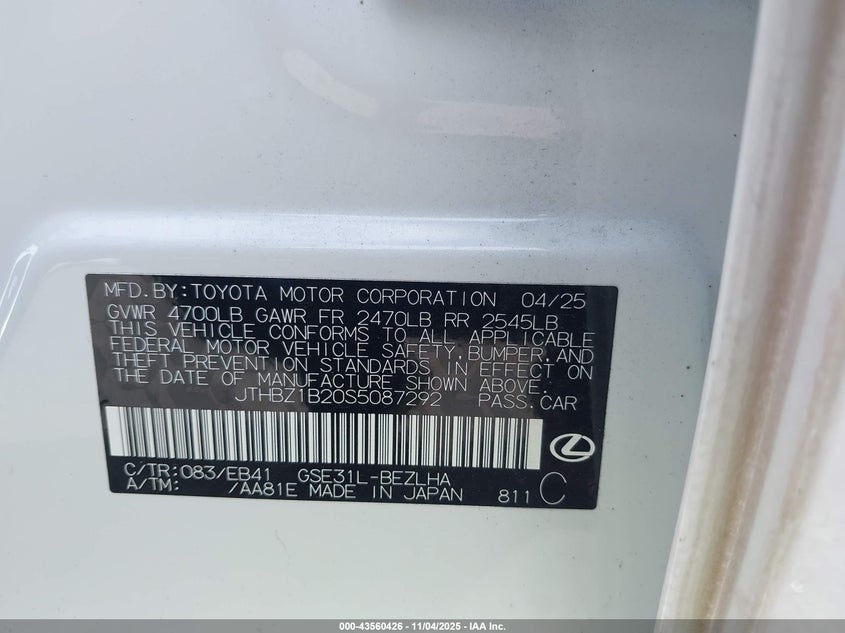 MFD.BY:TOYOTA MOTOR CORPORATION 04/25
GVWR 4700LB GAWR FR 2470LB RR 2545LB
THIS VEHICLE CONFORMS TO ALL APPLICABLE
FEDERAL MOTOR VEHICLE SAFETY,BUMPER,AND
THEFT PREVENTION STANDARDS IN EFFECT ON
THE DATE OF MANUFACTURE.
JTHBZ1B20S5087292 PASS.CAR
C/TR:083/EB41 GSE31L-BEZLHA
A/TM: /AA81E MADE IN JAPAN 811 C
000-43560426 - 11/04/2025 - IAA Inc.